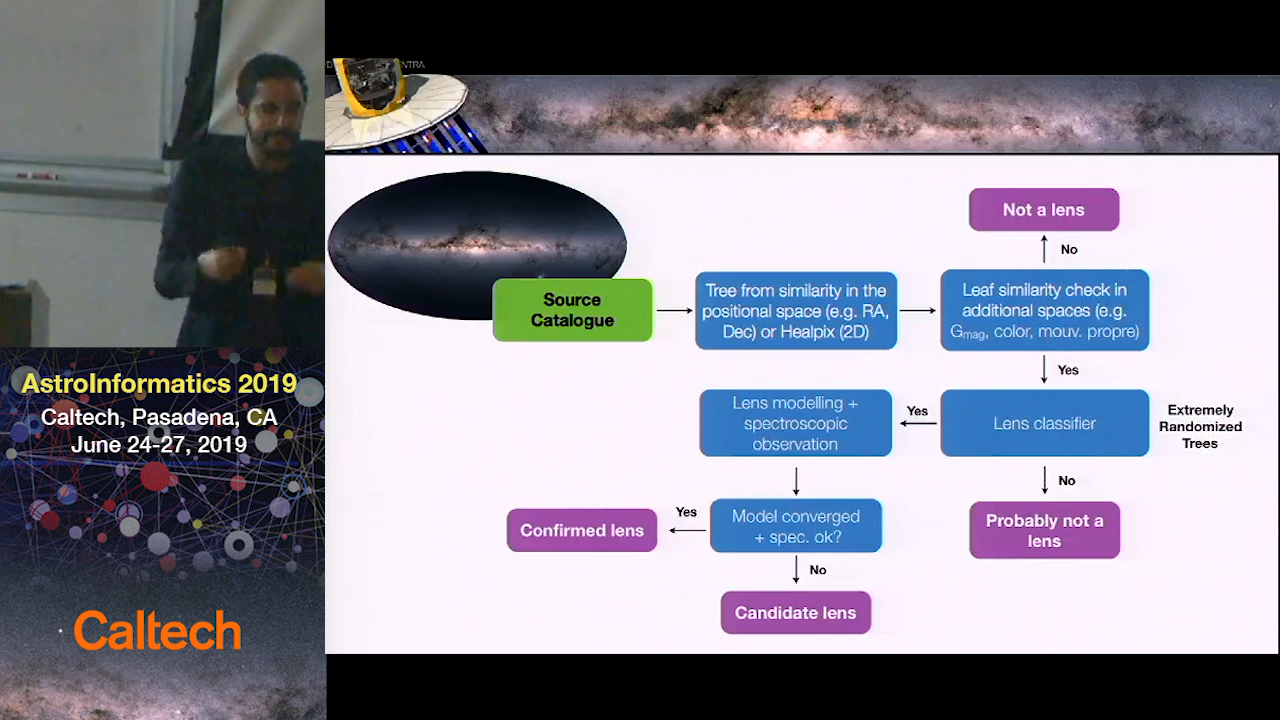 NTRA
Not a lens
No
Source
Catalogue
Tree from similarity in the
positional space (e.g. RA,
Dec) or Healpix (2D)
Leaf similarity check in
additional spaces (e.g.
Gmag, color, mouv. propre)
Yes
Lens modelling +
spectroscopic
observation
Yes
Lens classifier
Extremely
Randomized
Trees
No
Confirmed lens
Yes
Model converged
+ spec. ok?
Probably not a
lens
No
Candidate lens
AstroInformatics 2019
Caltech, Pasadena, CA
June 24-27, 2019
Caltech